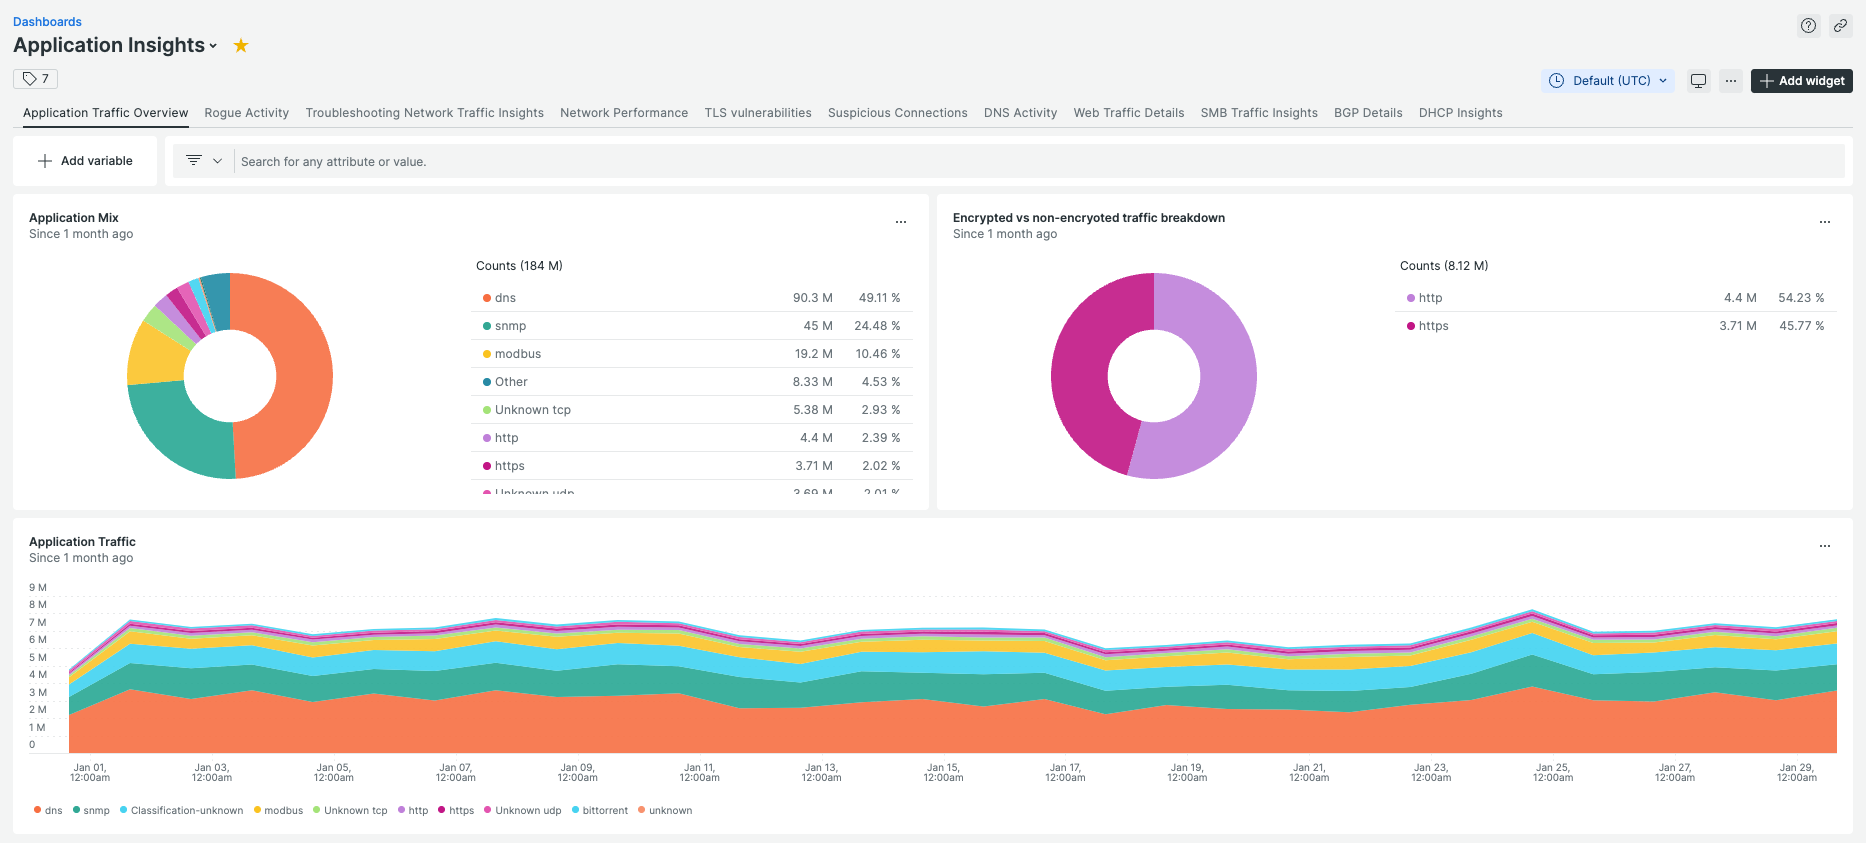 Dashboards
Application Insights
7
Default (UTC)
Add widget
Application Traffic Overview
Rogue Activity
Troubleshooting Network Traffic Insights
Network Performance
TLS vulnerabilities
Suspicious Connections
DNS Activity
Web Traffic Details
SMB Traffic Insights
BGP Details
DHCP Insights
Add variable
Search for any attribute or value.
Application Mix
Since 1 month ago
Counts (184 M)
dns 90.3 M 49.11 %
snmp 45 M 24.48 %
modbus 19.2 M 10.46 %
Other 8.33 M 4.53 %
Unknown tcp 5.38 M 2.93 %
http 4.4 M 2.39 %
https 3.71 M 2.02 %
Unknown udp 3.69 M 2.01 %
Encrypted vs non-encryoted traffic breakdown
Since 1 month ago
Counts (8.12 M)
http 4.4 M 54.23 %
https 3.71 M 45.77 %
Application Traffic
Since 1 month ago
9 M
8 M
7 M
6 M
5 M
4 M
3 M
2 M
1 M
0
Jan 01,
12:00am
Jan 03,
12:00am
Jan 05,
12:00am
Jan 07,
12:00am
Jan 09,
12:00am
Jan 11,
12:00am
Jan 13,
12:00am
Jan 15,
12:00am
Jan 17,
12:00am
Jan 19,
12:00am
Jan 21,
12:00am
Jan 23,
12:00am
Jan 25,
12:00am
Jan 27,
12:00am
Jan 29,
12:00am
dns snmp Classification-unknown modbus Unknown tcp http https Unknown udp bittorrent unknown